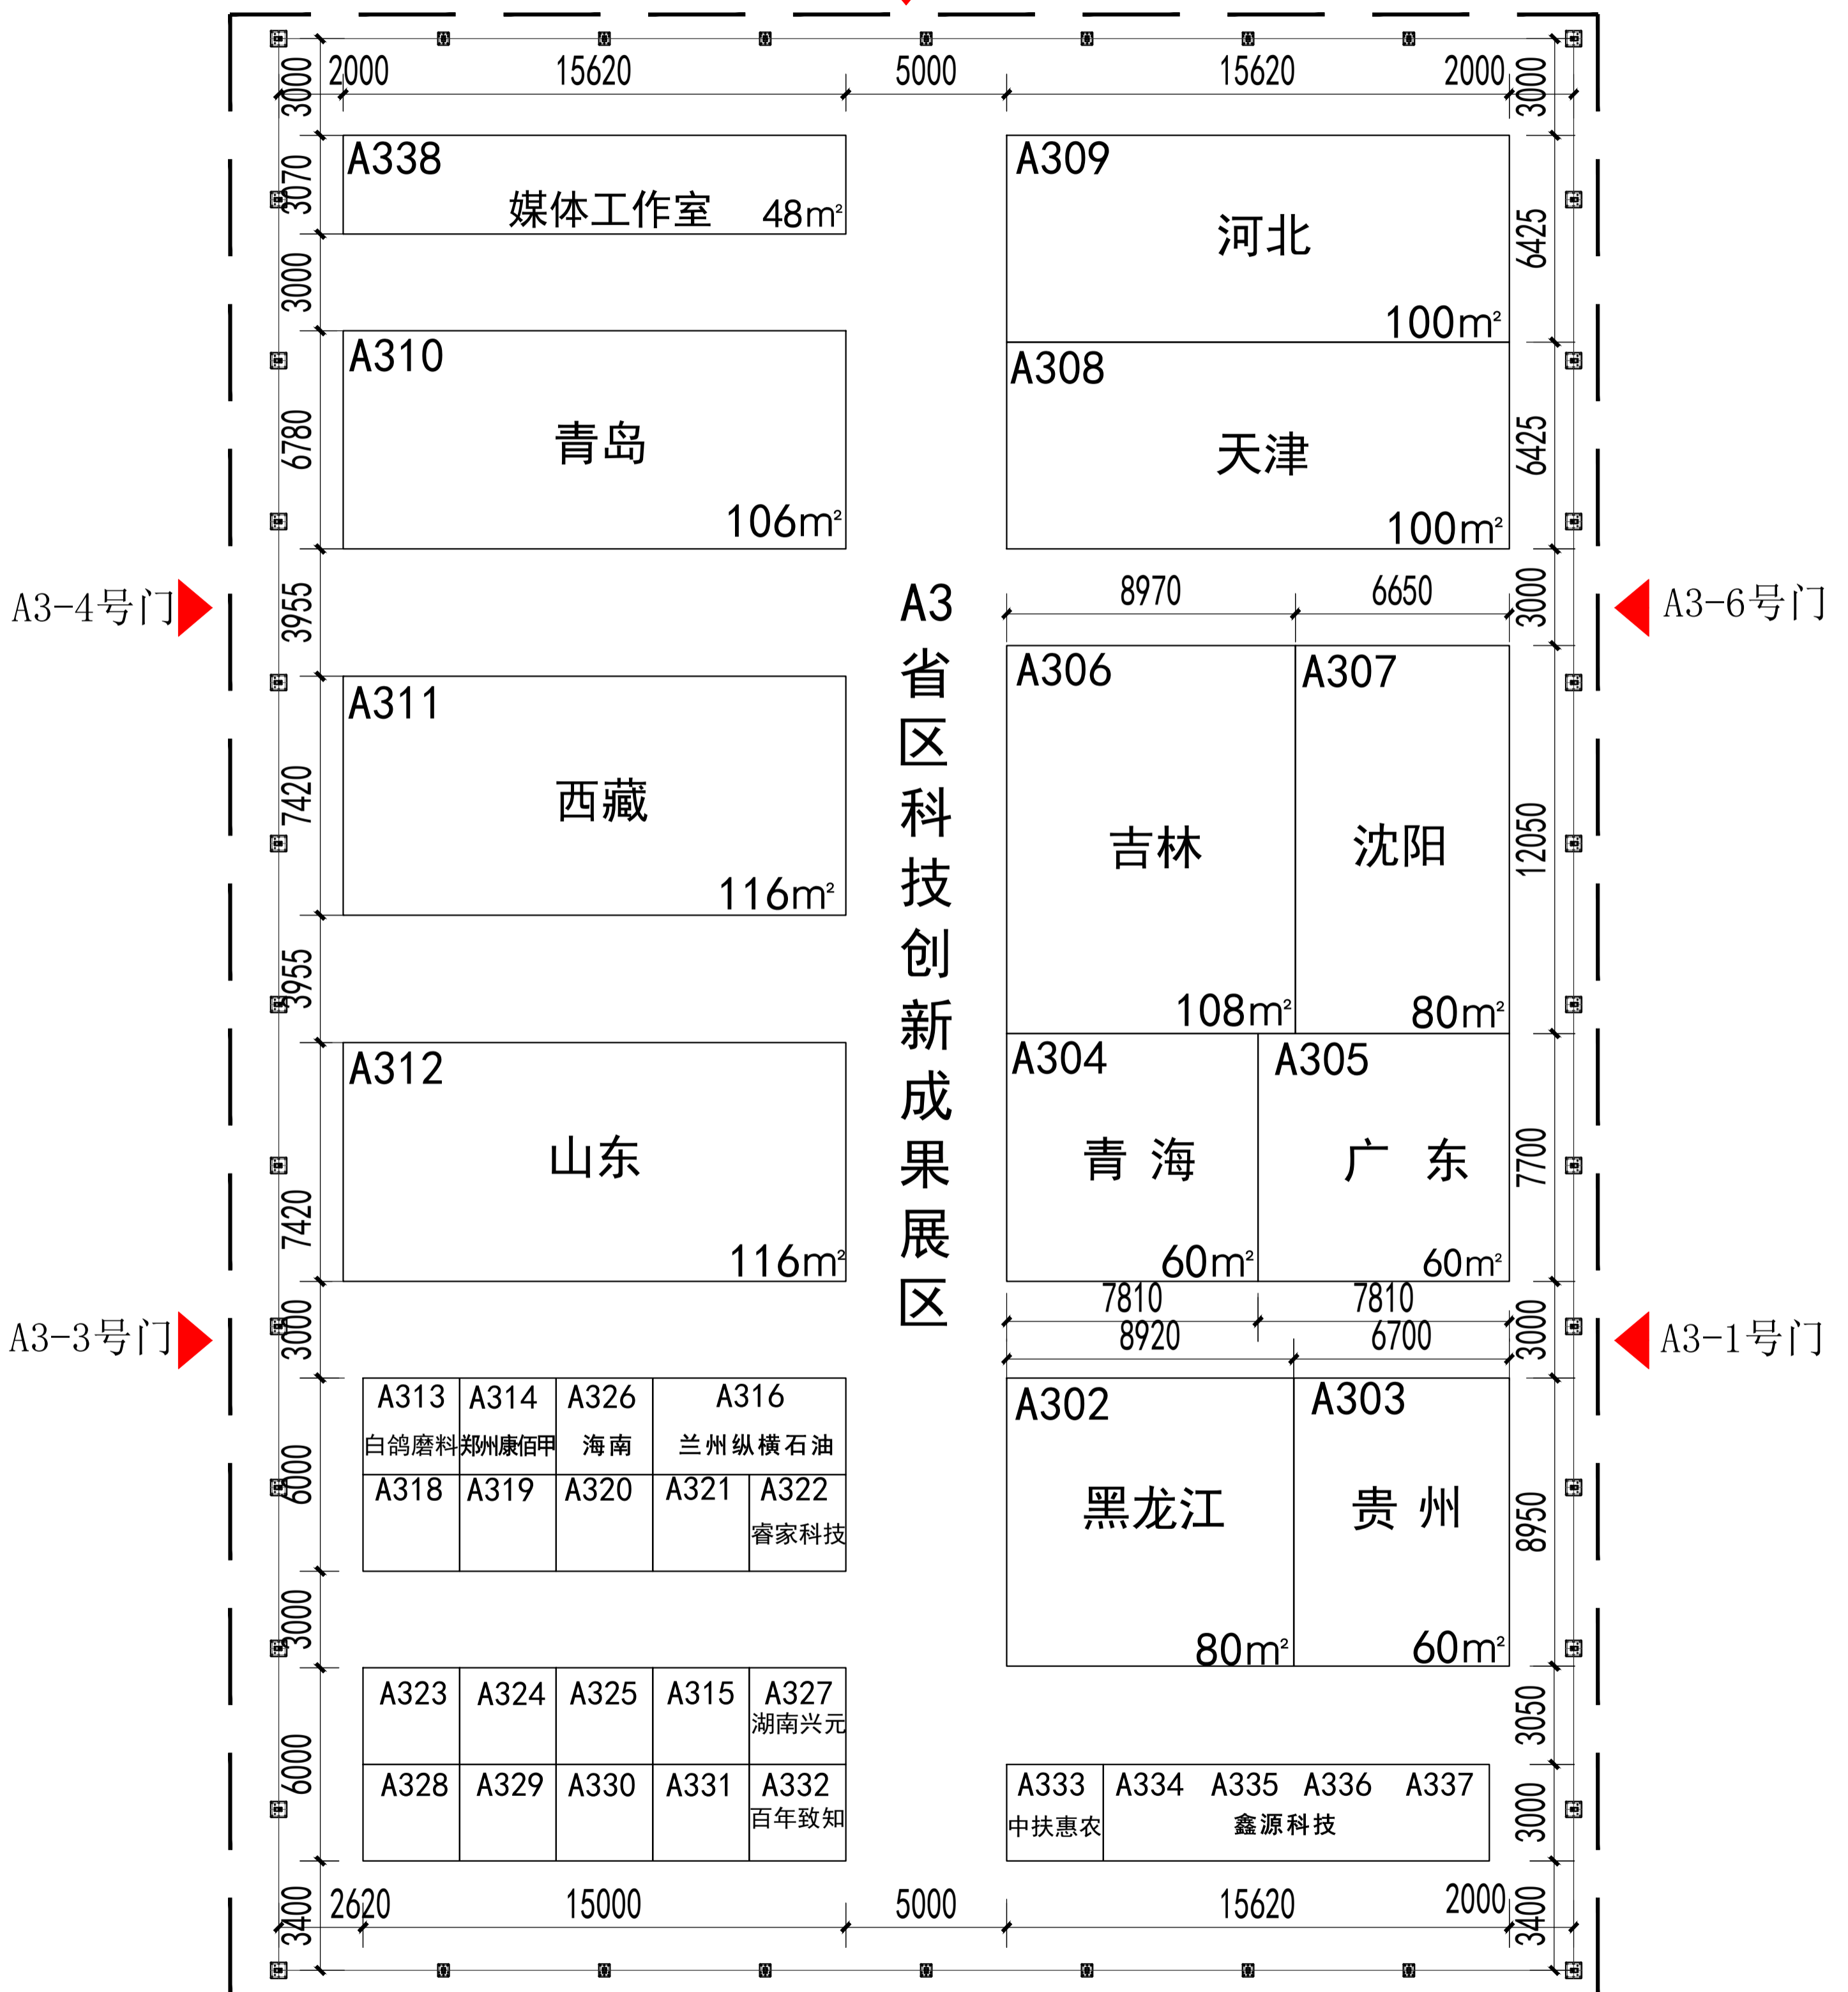 2000 15620 5000 15620 2000
3000
3070
3000
6780
3955
7420
3955
7420
3000
6000
3000
6000
3400
A338
媒体工作室 48m²
A310
青岛
106m²
A311
西藏
116m²
A312
山东
116m²
A3-4号门
A3-3号门
A313 A314 A326 A316
白鸽磨料 郑州康佰甲 海南 兰州纵横石油
A318 A319 A320 A321 A322
睿家科技
A323 A324 A325 A315 A327
湖南兴元
A328 A329 A330 A331 A332
百年致知
A3省区科技创新成果展区
A309
河北
100m²
A308
天津
100m²
8970 6650
A306 A307
吉林 沈阳
108m² 80m²
A304 A305
青海 广东
60m² 60m²
7810 7810
8920 6700
A302 A303
黑龙江 贵州
80m² 60m²
A333 A334 A335 A336 A337
中扶惠农 鑫源科技
3000
6425
6425
3000
12050
7700
3000
8950
3050
3000
3400
A3-6号门
A3-1号门
2620 15000 5000 15620 2000